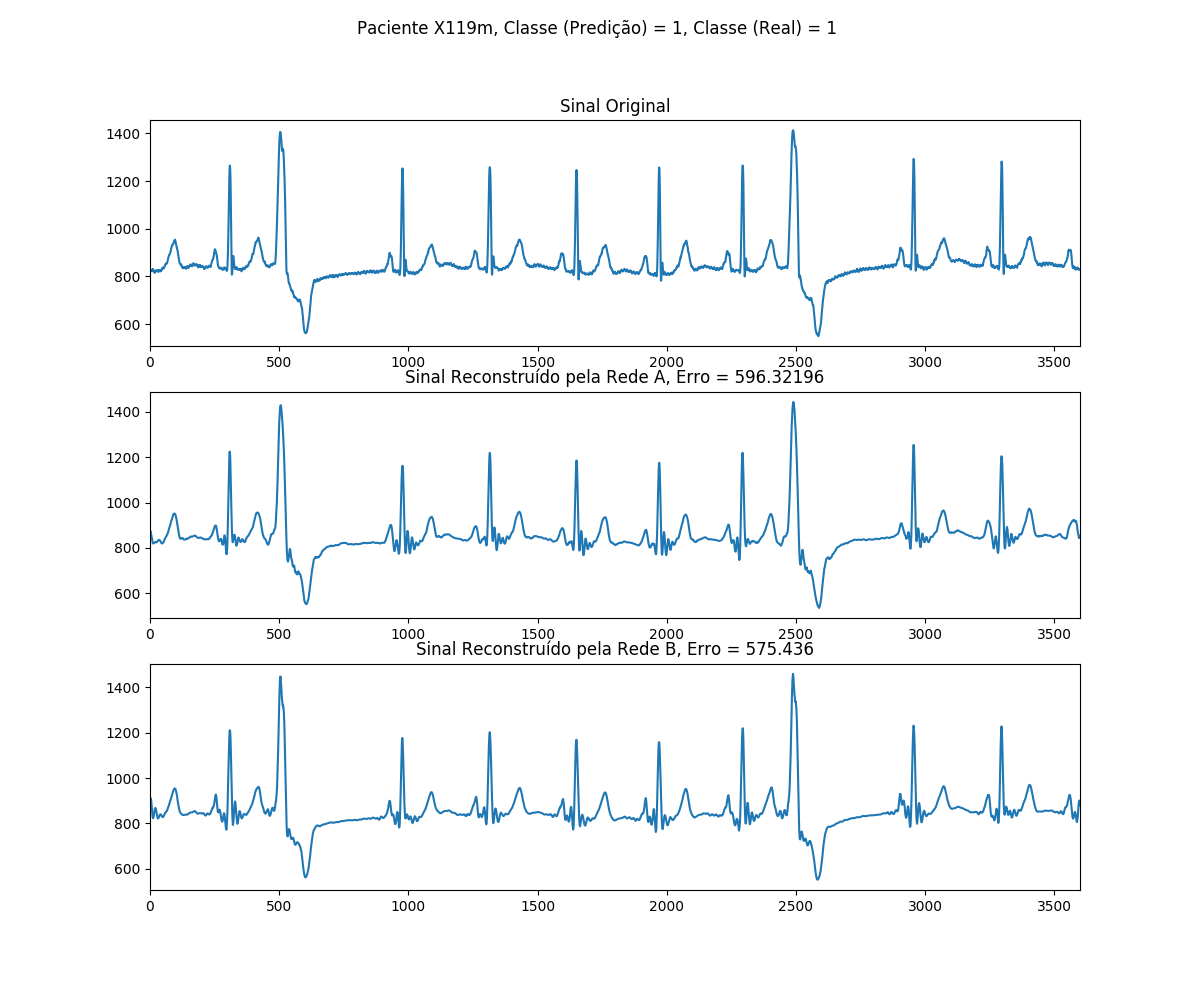 Paciente X119m, Classe (Predição) = 1, Classe (Real) = 1
Sinal Original
1400
1200
1000
800
600
0 500 1000 1500 2000 2500 3000 3500
Sinal Reconstruído pela Rede A, Erro = 596.32196
1400
1200
1000
800
600
0 500 1000 1500 2000 2500 3000 3500
Sinal Reconstruído pela Rede B, Erro = 575.436
1400
1200
1000
800
600
0 500 1000 1500 2000 2500 3000 3500